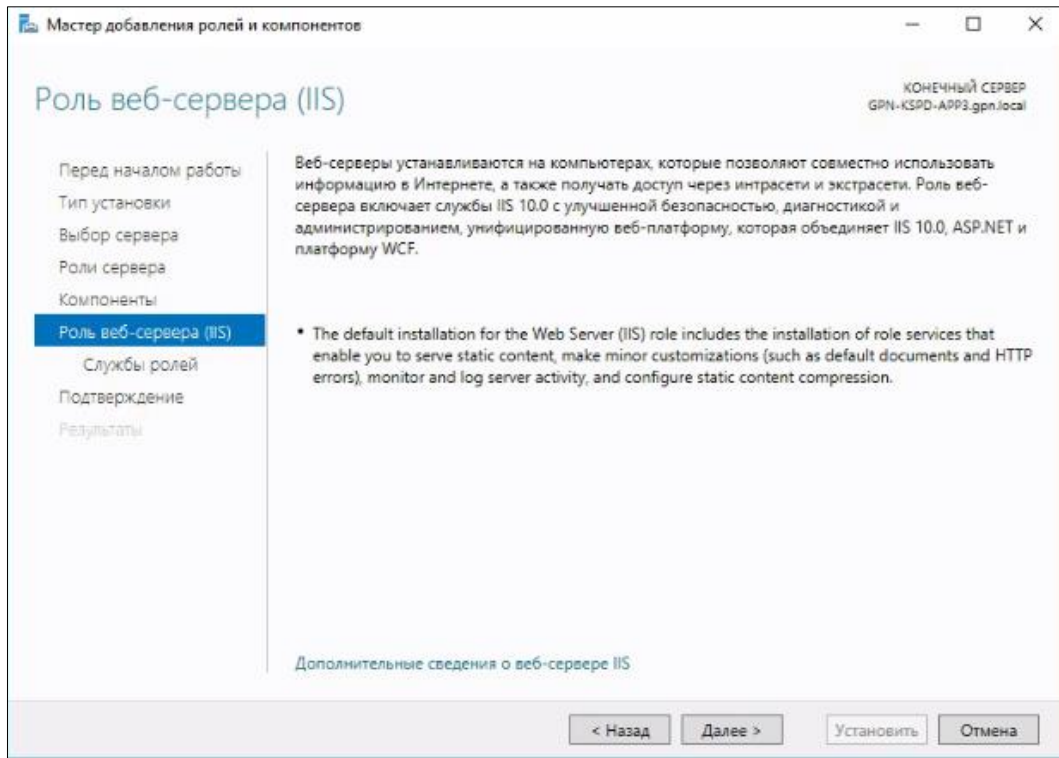 Мастер добавления ролей и компонентов
Роль веб-сервера (IIS)
КОНЕЧНЫЙ СЕРВЕР
GPN-KSPD-APP3.gpn.local
Перед началом работы
Тип установки
Выбор сервера
Роли сервера
Компоненты
Роль веб-сервера (IIS)
Службы ролей
Подтверждение
Результаты
Веб-серверы устанавливаются на компьютерах, которые позволяют совместно использовать
информацию в Интернете, а также получать доступ через интрасети и экстрасети. Роль веб-
сервера включает службы IIS 10.0 с улучшенной безопасностью, диагностикой и
администрированием, унифицированную веб-платформу, которая объединяет IIS 10.0, ASP.NET и
платформу WCF.
• The default installation for the Web Server (IIS) role includes the installation of role services that
enable you to serve static content, make minor customizations (such as default documents and HTTP
errors), monitor and log server activity, and configure static content compression.
Дополнительные сведения о веб-сервере IIS
< Назад
Далее >
Установить
Отмена